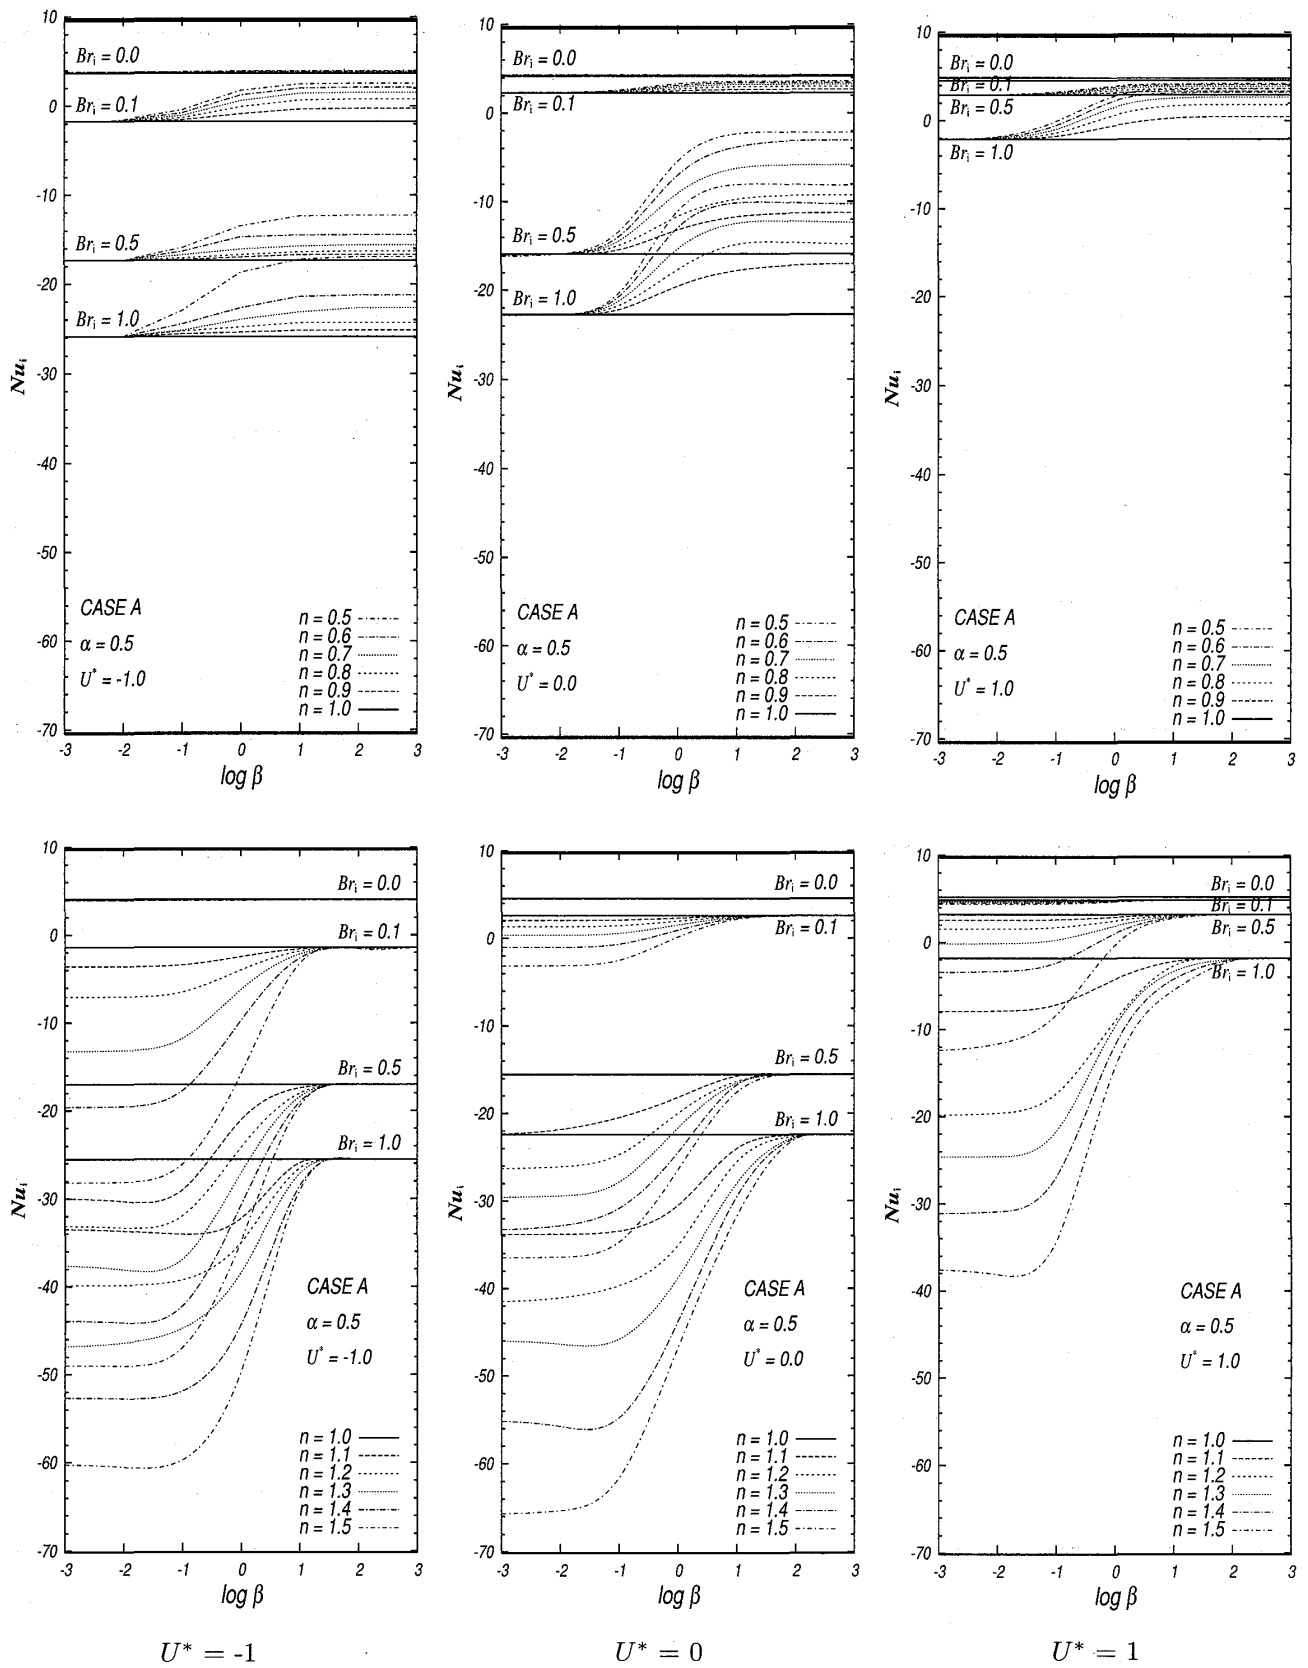 10
0
-10
-20
-30
-40
-50
-60
-70
Nu_i
Br_i = 0.0
Br_i = 0.1
Br_i = 0.5
Br_i = 1.0
CASE A
α = 0.5
U* = -1.0
n = 0.5
n = 0.6
n = 0.7
n = 0.8
n = 0.9
n = 1.0
-3 -2 -1 0 1 2 3
log β
10
0
-10
-20
-30
-40
-50
-60
-70
Nu_i
Br_i = 0.0
Br_i = 0.1
Br_i = 0.5
Br_i = 1.0
CASE A
α = 0.5
U* = 0.0
n = 0.5
n = 0.6
n = 0.7
n = 0.8
n = 0.9
n = 1.0
-3 -2 -1 0 1 2 3
log β
10
0
-10
-20
-30
-40
-50
-60
-70
Nu_i
Br_i = 0.0
Br_i = 0.1
Br_i = 0.5
Br_i = 1.0
CASE A
α = 0.5
U* = 1.0
n = 0.5
n = 0.6
n = 0.7
n = 0.8
n = 0.9
n = 1.0
-3 -2 -1 0 1 2 3
log β
10
0
-10
-20
-30
-40
-50
-60
-70
Nu_i
Br_i = 0.0
Br_i = 0.1
Br_i = 0.5
Br_i = 1.0
CASE A
α = 0.5
U* = -1.0
n = 1.0
n = 1.1
n = 1.2
n = 1.3
n = 1.4
n = 1.5
-3 -2 -1 0 1 2 3
log β
10
0
-10
-20
-30
-40
-50
-60
-70
Nu_i
Br_i = 0.0
Br_i = 0.1
Br_i = 0.5
Br_i = 1.0
CASE A
α = 0.5
U* = 0.0
n = 1.0
n = 1.1
n = 1.2
n = 1.3
n = 1.4
n = 1.5
-3 -2 -1 0 1 2 3
log β
10
0
-10
-20
-30
-40
-50
-60
-70
Nu_i
Br_i = 0.0
Br_i = 0.1
Br_i = 0.5
Br_i = 1.0
CASE A
α = 0.5
U* = 1.0
n = 1.0
n = 1.1
n = 1.2
n = 1.3
n = 1.4
n = 1.5
-3 -2 -1 0 1 2 3
log β
U* = -1
U* = 0
U* = 1